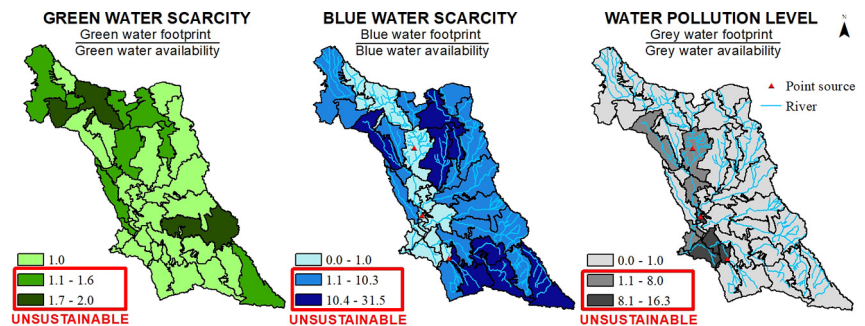 GREEN WATER SCARCITY
Green water footprint
Green water availability
1.0
1.1 - 1.6
1.7 - 2.0
UNSUSTAINABLE
BLUE WATER SCARCITY
Blue water footprint
Blue water availability
0.0 - 1.0
1.1 - 10.3
10.4 - 31.5
UNSUSTAINABLE
WATER POLLUTION LEVEL
Grey water footprint
Grey water availability
N
Point source
River
0.0 - 1.0
1.1 - 8.0
8.1 - 16.3
UNSUSTAINABLE